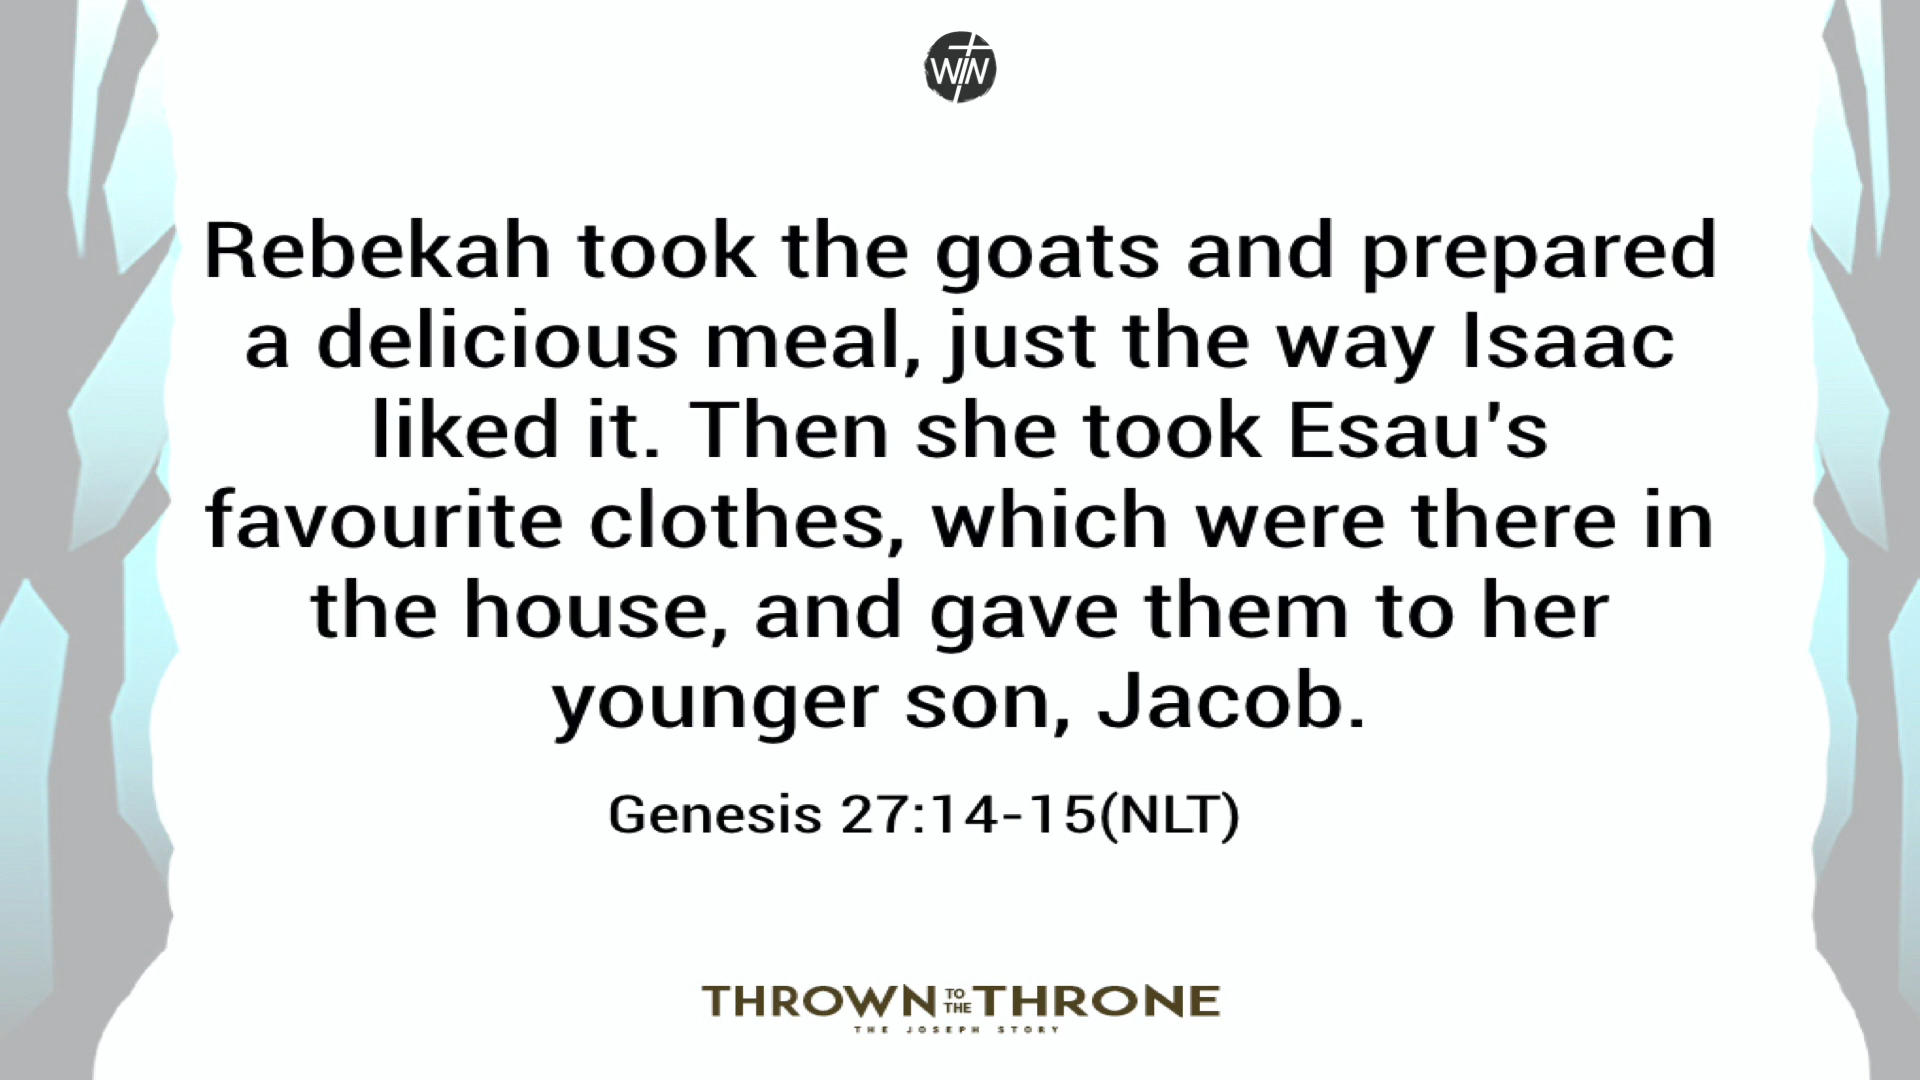 WIN
Rebekah took the goats and prepared
a delicious meal, just the way Isaac
liked it. Then she took Esau's
favourite clothes, which were there in
the house, and gave them to her
younger son, Jacob.
Genesis 27:14-15(NLT)
THROWN TO THE THRONE
THE JOSEPH STORY